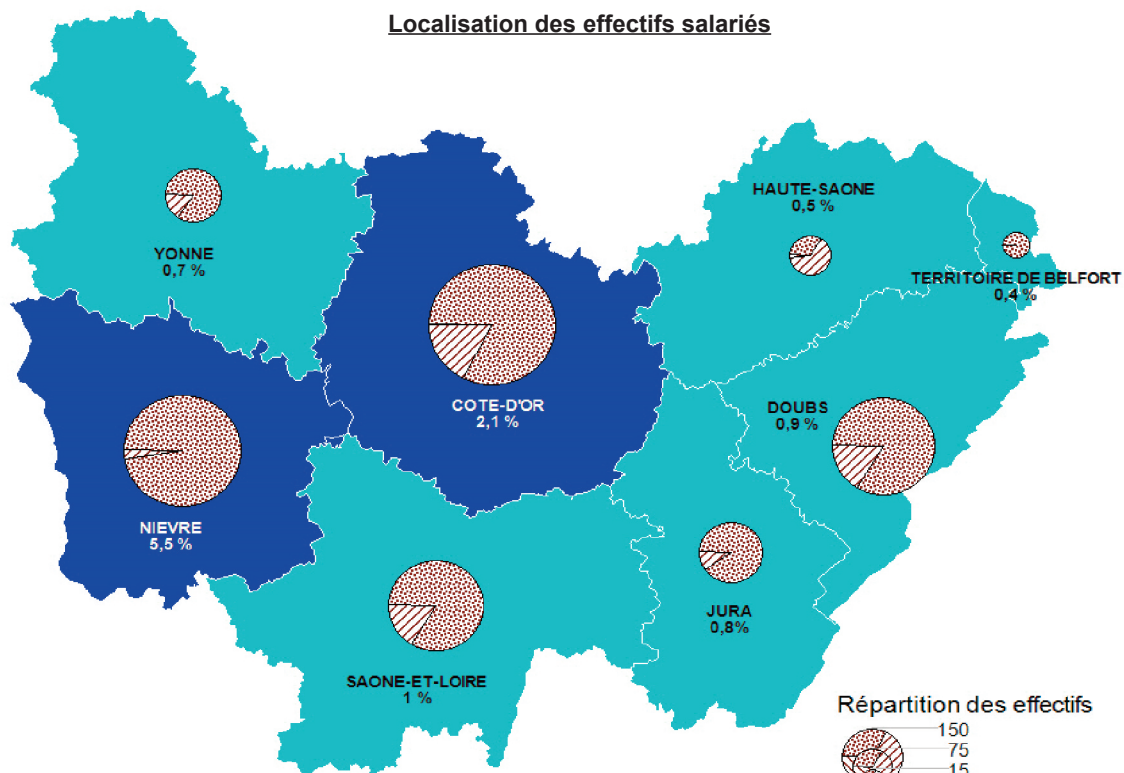 Localisation des effectifs salariés
HAUTE-SAONE
0,5 %
YONNE
0,7 %
TERRITOIRE DE BELFORT
0,4 %
COTE-D'OR
2,1 %
DOUBS
0,9 %
NIEVRE
5,5 %
JURA
0,8%
SAONE-ET-LOIRE
1 %
Répartition des effectifs
150
75
15